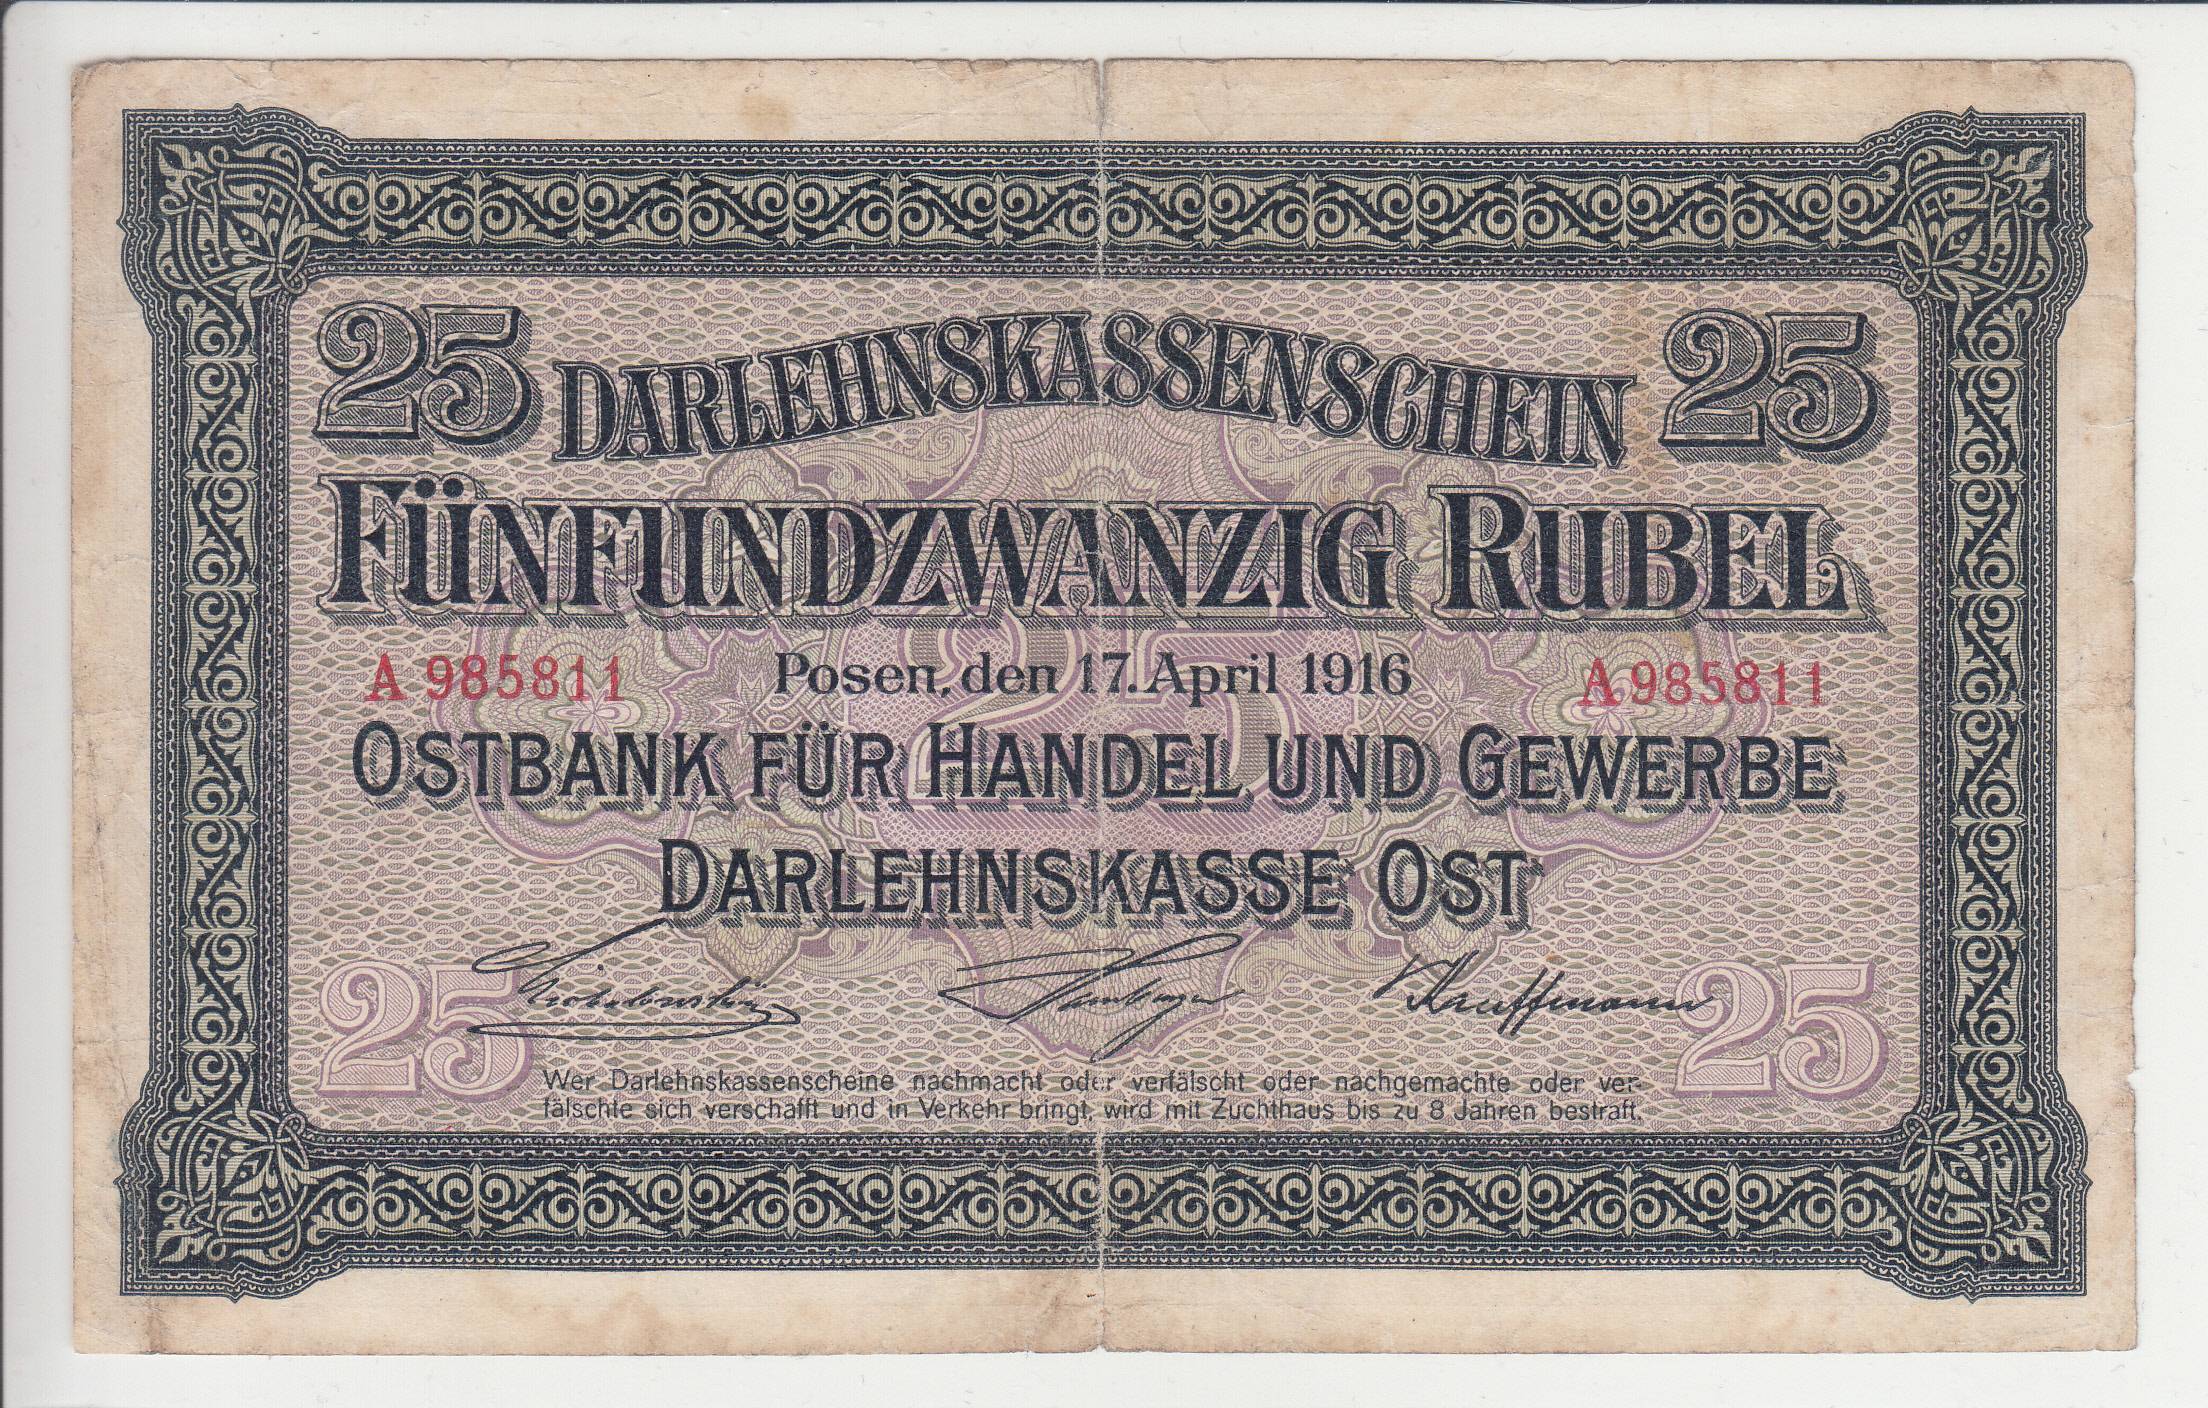 25 DARLEHNSKASSENSCHEIN 25
FÜNFUNDZWANZIG RUBEL
A 985811 Posen, den 17. April 1916 A 985811
25
OSTBANK FÜR HANDEL UND GEWERBE
DARLEHNSKASSE OST
Kauffmann
25 25
Wer Darlehnskassenscheine nachmacht oder verfälscht oder nachgemachte oder ver-
fälschte sich verschafft und in Verkehr bringt, wird mit Zuchthaus bis zu 8 Jahren bestraft.